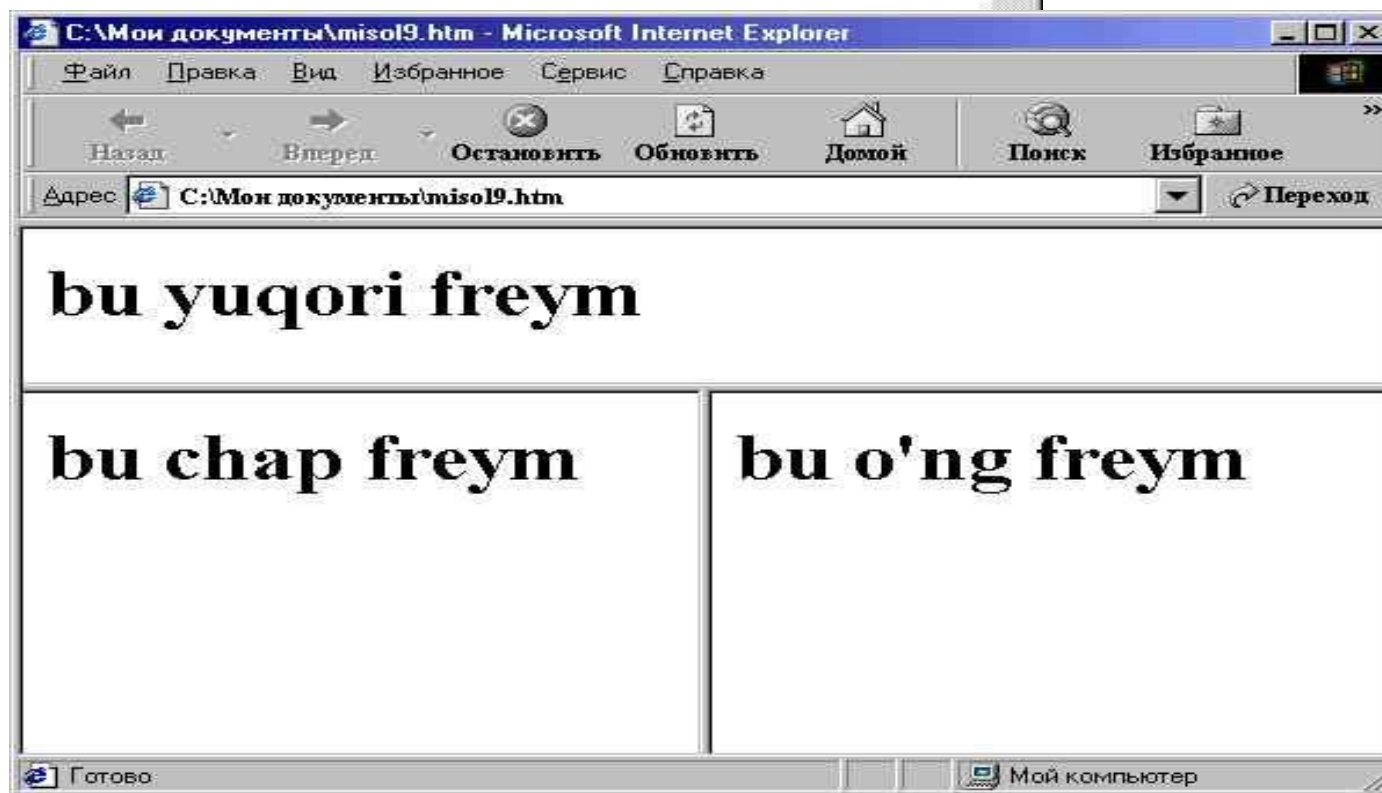 C:\Мои документы\misol9.htm - Microsoft Internet Explorer
Файл Правка Вид Избранное Сервис Справка
Назад Вперед Остановить Обновить Домой Поиск Избранное »
Адрес C:\Мои документы\misol9.htm Переход
bu yuqori freym
bu chap freym bu o'ng freym
Готово Мой компьютер